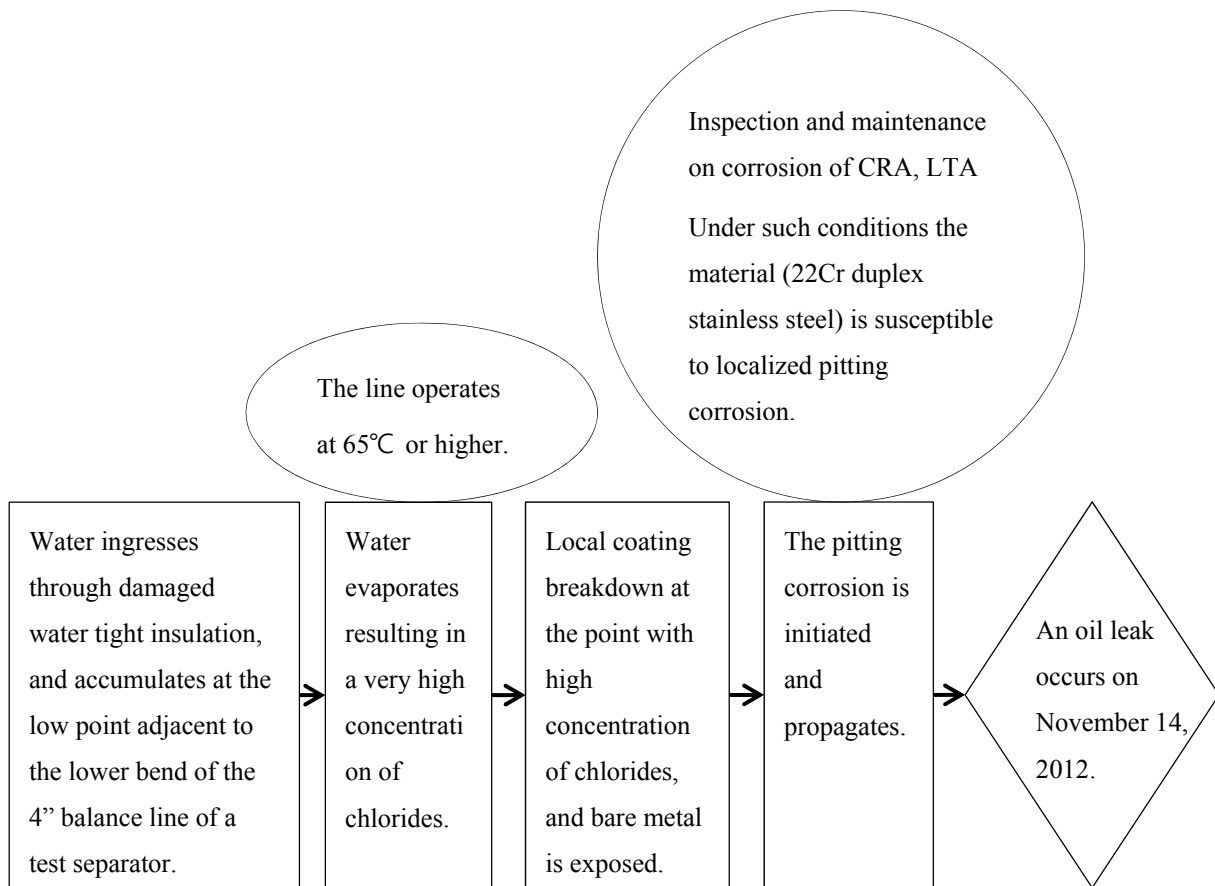 Inspection and maintenance
on corrosion of CRA, LTA
Under such conditions the
material (22Cr duplex
stainless steel) is susceptible
to localized pitting
corrosion.
The line operates
at 65℃ or higher.
Water ingresses
through damaged
water tight insulation,
and accumulates at the
low point adjacent to
the lower bend of the
4” balance line of a
test separator.
Water
evaporates
resulting in
a very high
concentrati
on of
chlorides.
Local coating
breakdown at
the point with
high
concentration
of chlorides,
and bare metal
is exposed.
The pitting
corrosion is
initiated
and
propagates.
An oil leak
occurs on
November 14,
2012.